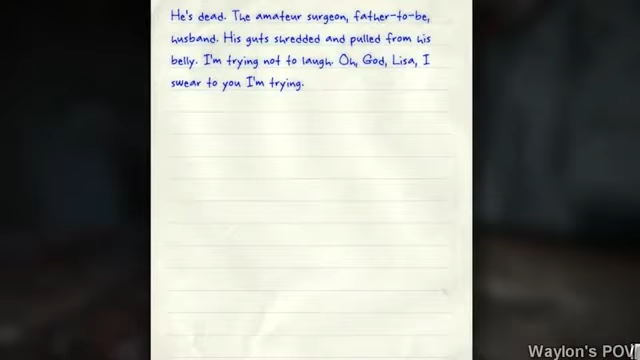 He's dead. The amateur surgeon, father-to-be,
husband. His guts shredded and pulled from his
belly. I'm trying not to laugh. Oh, God, Lisa, I
swear to you I'm trying.
Waylon's POV